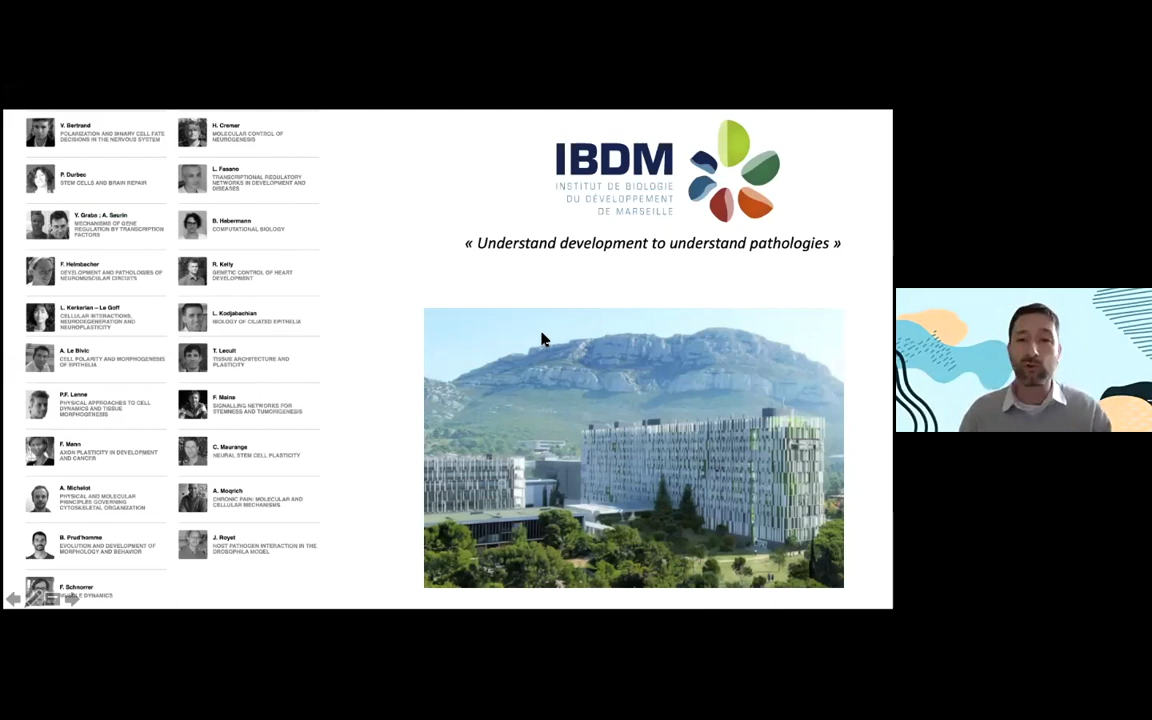 V. Bertrand
POLARIZATION AND BINARY CELL FATE
DECISIONS IN THE NERVOUS SYSTEM
P. Durbec
STEM CELLS AND BRAIN REPAIR
Y. Graba ; A. Saurin
MECHANISMS OF GENE
REGULATION BY TRANSCRIPTION
FACTORS
F. Helmbacher
DEVELOPMENT AND PATHOLOGIES OF
NEUROMUSCULAR CIRCUITS
L. Kerkerian – Le Goff
CELLULAR INTERACTIONS,
NEURODEGENERATION AND
NEUROPLASTICITY
A. Le Bivic
CELL POLARITY AND MORPHOGENESIS
OF EPITHELIA
P.F. Lenne
PHYSICAL APPROACHES TO CELL
DYNAMICS AND TISSUE
MORPHOGENESIS
F. Mann
AXON PLASTICITY IN DEVELOPMENT
AND CANCER
A. Michelot
PHYSICAL AND MOLECULAR
PRINCIPLES GOVERNING
CYTOSKELETAL ORGANIZATION
B. Prud'homme
EVOLUTION AND DEVELOPMENT OF
MORPHOLOGY AND BEHAVIOR
F. Schnorrer
DYNAMICS
H. Cremer
MOLECULAR CONTROL OF
NEUROGENESIS
L. Fasano
TRANSCRIPTIONAL REGULATORY
NETWORKS IN DEVELOPMENT AND
DISEASES
B. Habermann
COMPUTATIONAL BIOLOGY
R. Kelly
GENETIC CONTROL OF HEART
DEVELOPMENT
L. Kodjabachian
BIOLOGY OF CILIATED EPITHELIA
T. Lecuit
TISSUE ARCHITECTURE AND
PLASTICITY
F. Maina
SIGNALLING NETWORKS FOR
STEMNESS AND TUMORIGENESIS
C. Maurange
NEURAL STEM CELL PLASTICITY
A. Moqrich
CHRONIC PAIN: MOLECULAR AND
CELLULAR MECHANISMS
J. Royet
HOST PATHOGEN INTERACTION IN THE
DROSOPHILA MODEL
IBDM
INSTITUT DE BIOLOGIE
DU DÉVELOPPEMENT
DE MARSEILLE
« Understand development to understand pathologies »